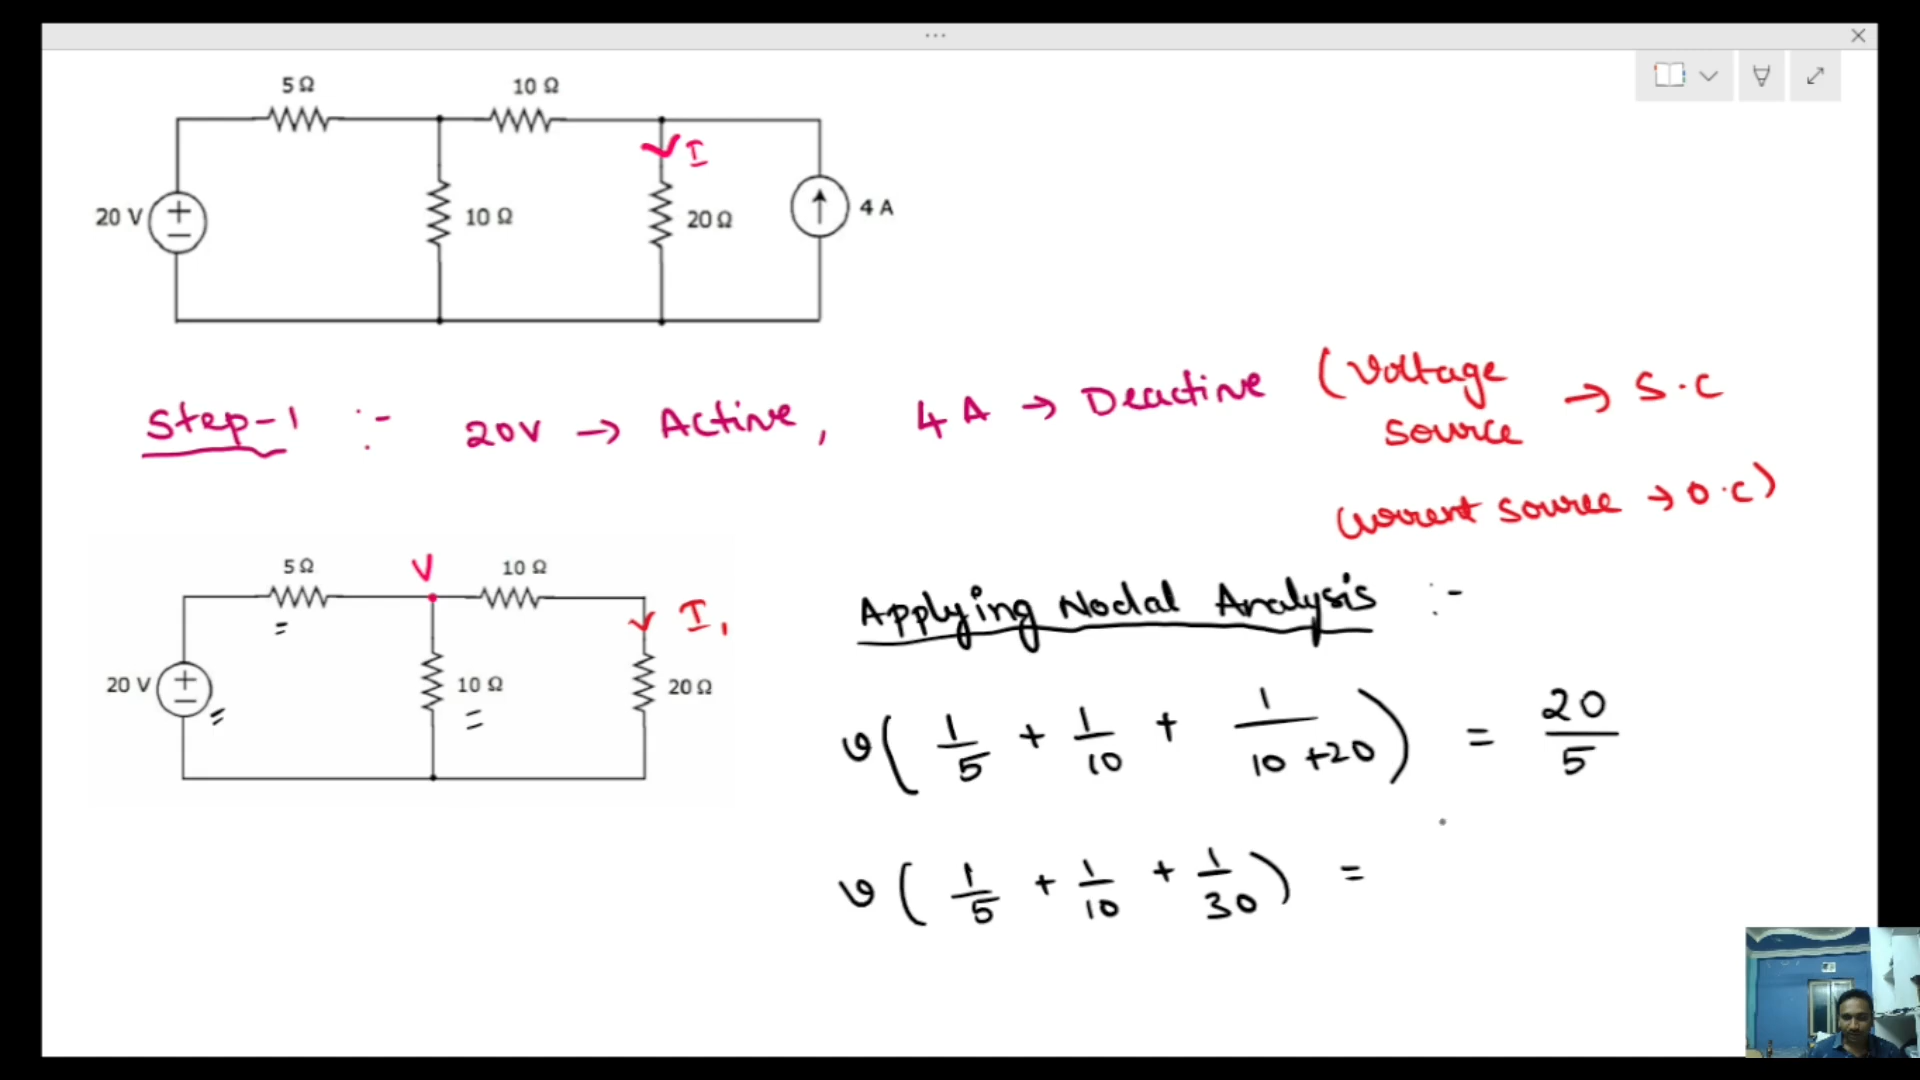 5 Ω 10 Ω
I
20 V + − 10 Ω 20 Ω 4 A
Step-1 :- 20V → Active, 4A → Deactive (Voltage source → S.C
Current source → O.C)
5 Ω V 10 Ω
I₁
20 V + − 10 Ω 20 Ω
Applying Nodal Analysis :-
v(1/5 + 1/10 + 1/(10+20)) = 20/5
v(1/5 + 1/10 + 1/30) =